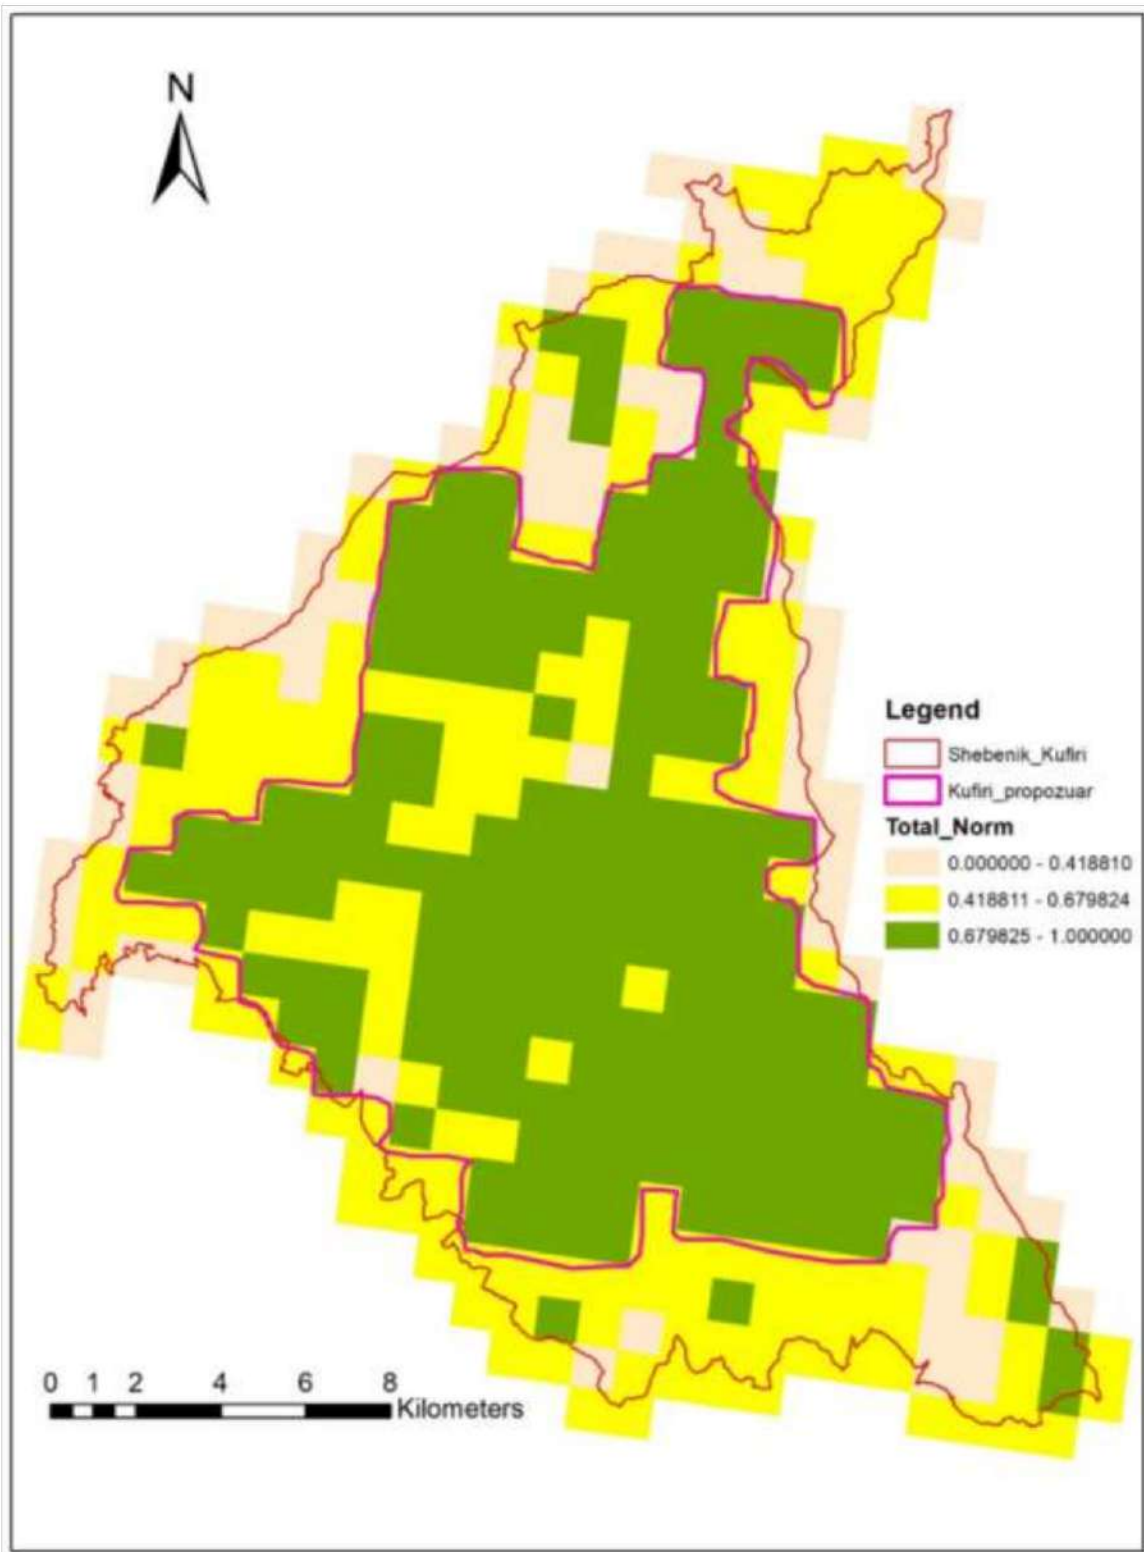 N
Legend
Shebenik_Kufiri
Kufiri_propozuar
Total_Norm
0.000000 - 0.418810
0.418811 - 0.679824
0.679825 - 1.000000
0 1 2 4 6 8
Kilometers